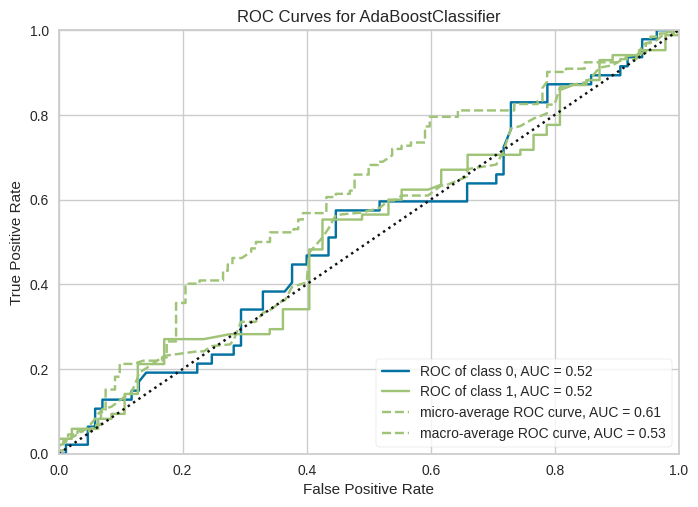 ROC Curves for AdaBoostClassifier
True Positive Rate
1.0
0.8
0.6
0.4
0.2
0.0
ROC of class 0, AUC = 0.52
ROC of class 1, AUC = 0.52
micro-average ROC curve, AUC = 0.61
macro-average ROC curve, AUC = 0.53
0.0 0.2 0.4 0.6 0.8 1.0
False Positive Rate